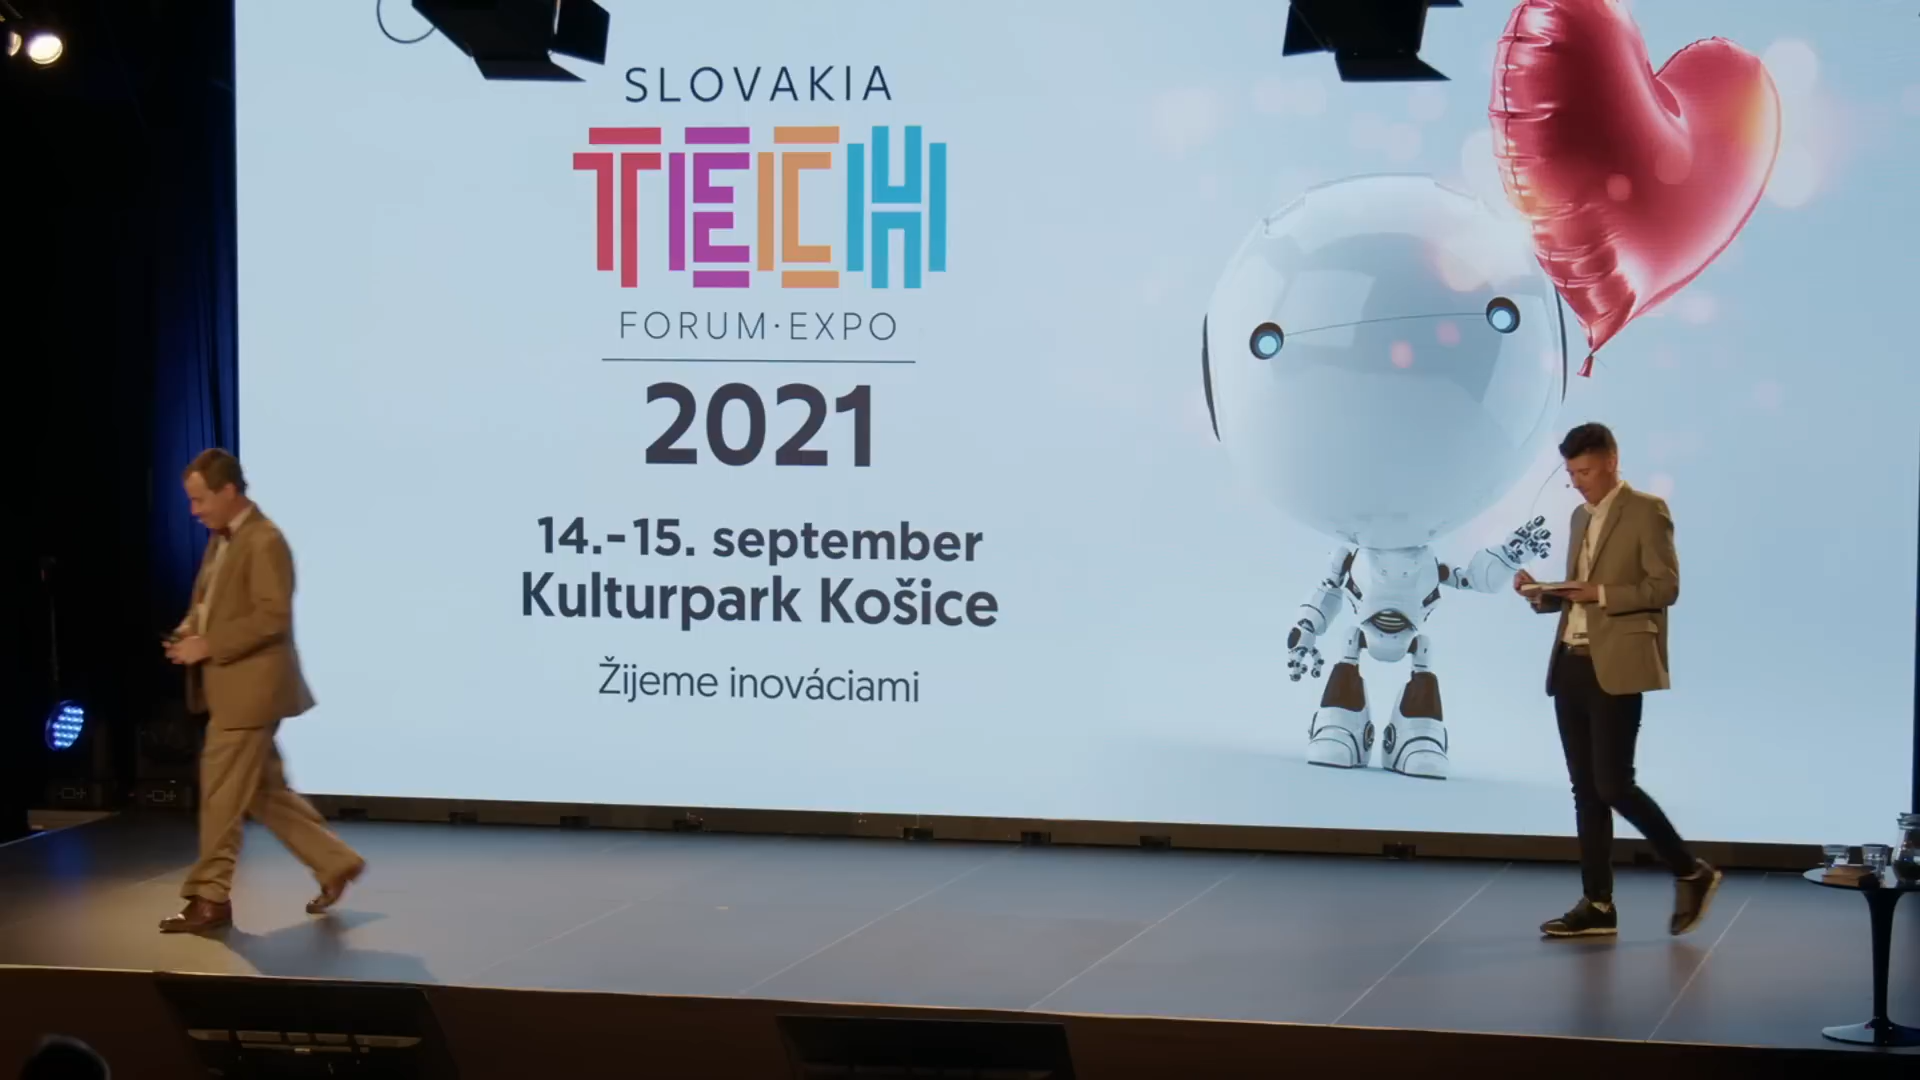 SLOVAKIA
TECH
FORUM·EXPO
2021
14.-15. september
Kulturpark Košice
Žijeme inováciami